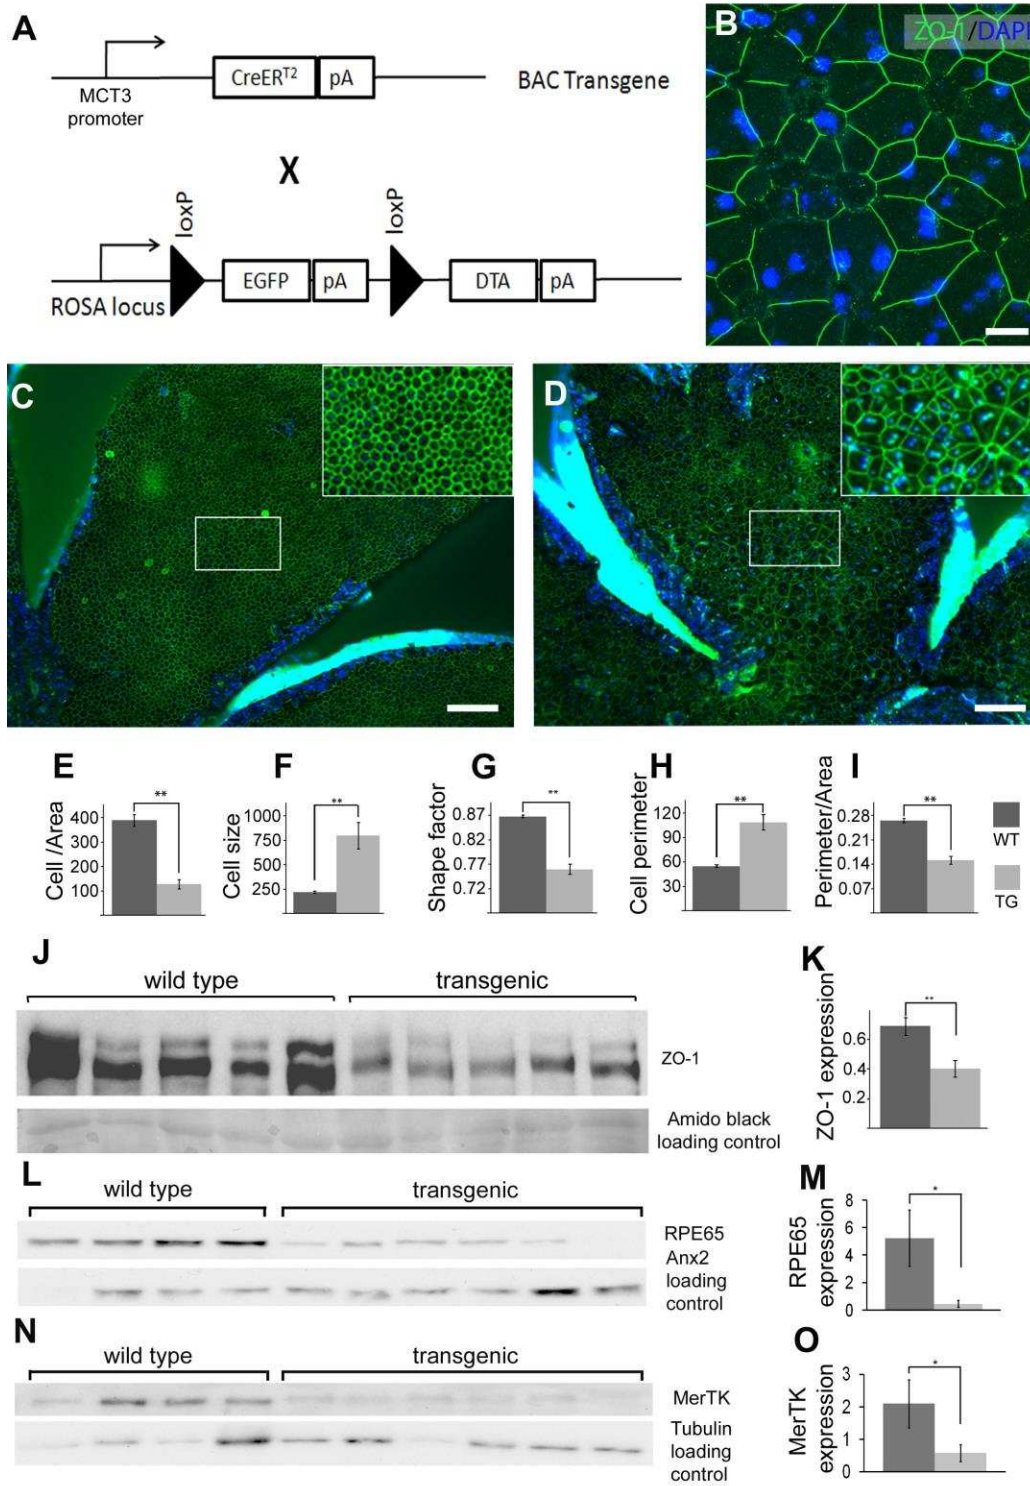 A
CreERT2 pA
MCT3
promoter
BAC Transgene
X
loxP
loxP
EGFP pA
DTA pA
ROSA locus
B
ZO-1/DAPI
C
D
E
Cell /Area
400
300
200
100
**
F
Cell size
1000
750
500
250
**
G
Shape factor
0.87
0.82
0.77
0.72
**
H
Cell perimeter
120
90
60
30
**
I
Perimeter/Area
0.28
0.21
0.14
0.07
**
WT
TG
J
wild type
transgenic
ZO-1
Amido black
loading control
K
ZO-1 expression
0.6
0.4
0.2
**
L
wild type
transgenic
RPE65
Anx2
loading
control
M
RPE65
expression
8
6
4
2
0
*
N
wild type
transgenic
MerTK
Tubulin
loading
control
O
MerTK
expression
3
2
1
0
*